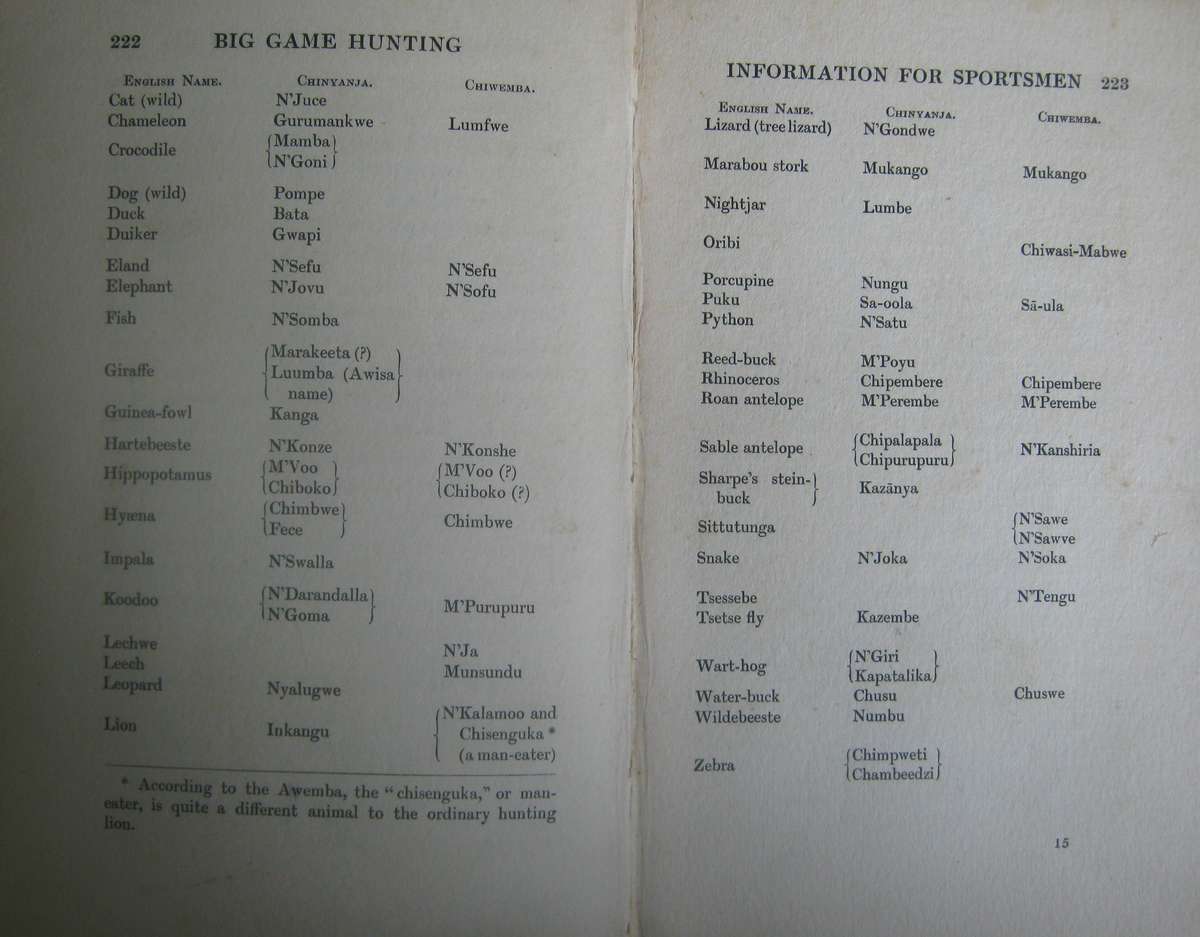 222 BIG GAME HUNTING
English Name. Chinyanja. Chiwemba.
Cat (wild) N'Juce
Chameleon Gurumankwe Lumfwe
Crocodile {Mamba}
{N'Goni}
Dog (wild) Pompe
Duck Bata
Duiker Gwapi
Eland N'Sefu N'Sefu
Elephant N'Jovu N'Sofu
Fish N'Somba
Giraffe {Marakeeta (?)
Luumba (Awisa
name)}
Guinea-fowl Kanga
Hartebeeste N'Konze N'Konshe
Hippopotamus {M'Voo } {M'Voo (?)
{Chiboko} {Chiboko (?)
Hyæna {Chimbwe} Chimbwe
{Fece }
Impala N'Swalla
Koodoo {N'Darandalla} M'Purupuru
{N'Goma }
Lechwe N'Ja
Leech Munsundu
Leopard Nyalugwe
Lion Inkangu {N'Kalamoo and
Chisenguka *
(a man-eater)
* According to the Awemba, the "chisenguka," or man-
eater, is quite a different animal to the ordinary hunting
lion.
INFORMATION FOR SPORTSMEN 223
English Name. Chinyanja. Chiwemba.
Lizard (tree lizard) N'Gondwe
Marabou stork Mukango Mukango
Nightjar Lumbe
Oribi Chiwasi-Mabwe
Porcupine Nungu
Puku Sa-oola Sā-ula
Python N'Satu
Reed-buck M'Poyu
Rhinoceros Chipembere Chipembere
Roan antelope M'Perembe M'Perembe
Sable antelope {Chipalapala } N'Kanshiria
{Chipurupuru}
Sharpe's stein-} Kazānya
buck }
Sittutunga {N'Sawe
{N'Sawve
Snake N'Joka N'Soka
Tsessebe N'Tengu
Tsetse fly Kazembe
Wart-hog {N'Giri }
{Kapatalika}
Water-buck Chusu Chuswe
Wildebeeste Numbu
Zebra {Chimpweti }
{Chambeedzi}
15